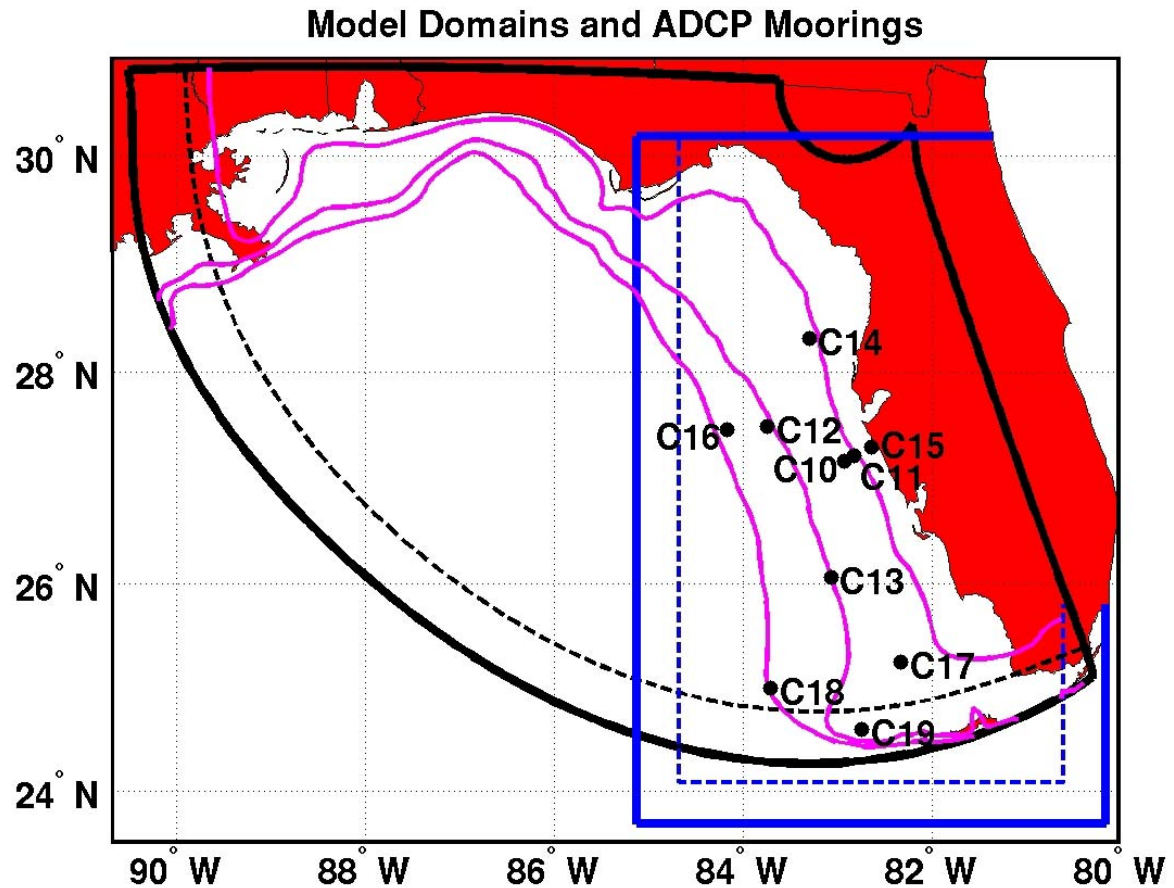 Model Domains and ADCP Moorings
30° N
28° N
26° N
24° N
C14
C16
C12
C15
C10
C11
C13
C17
C18
C19
90° W
88° W
86° W
84° W
82° W
80° W